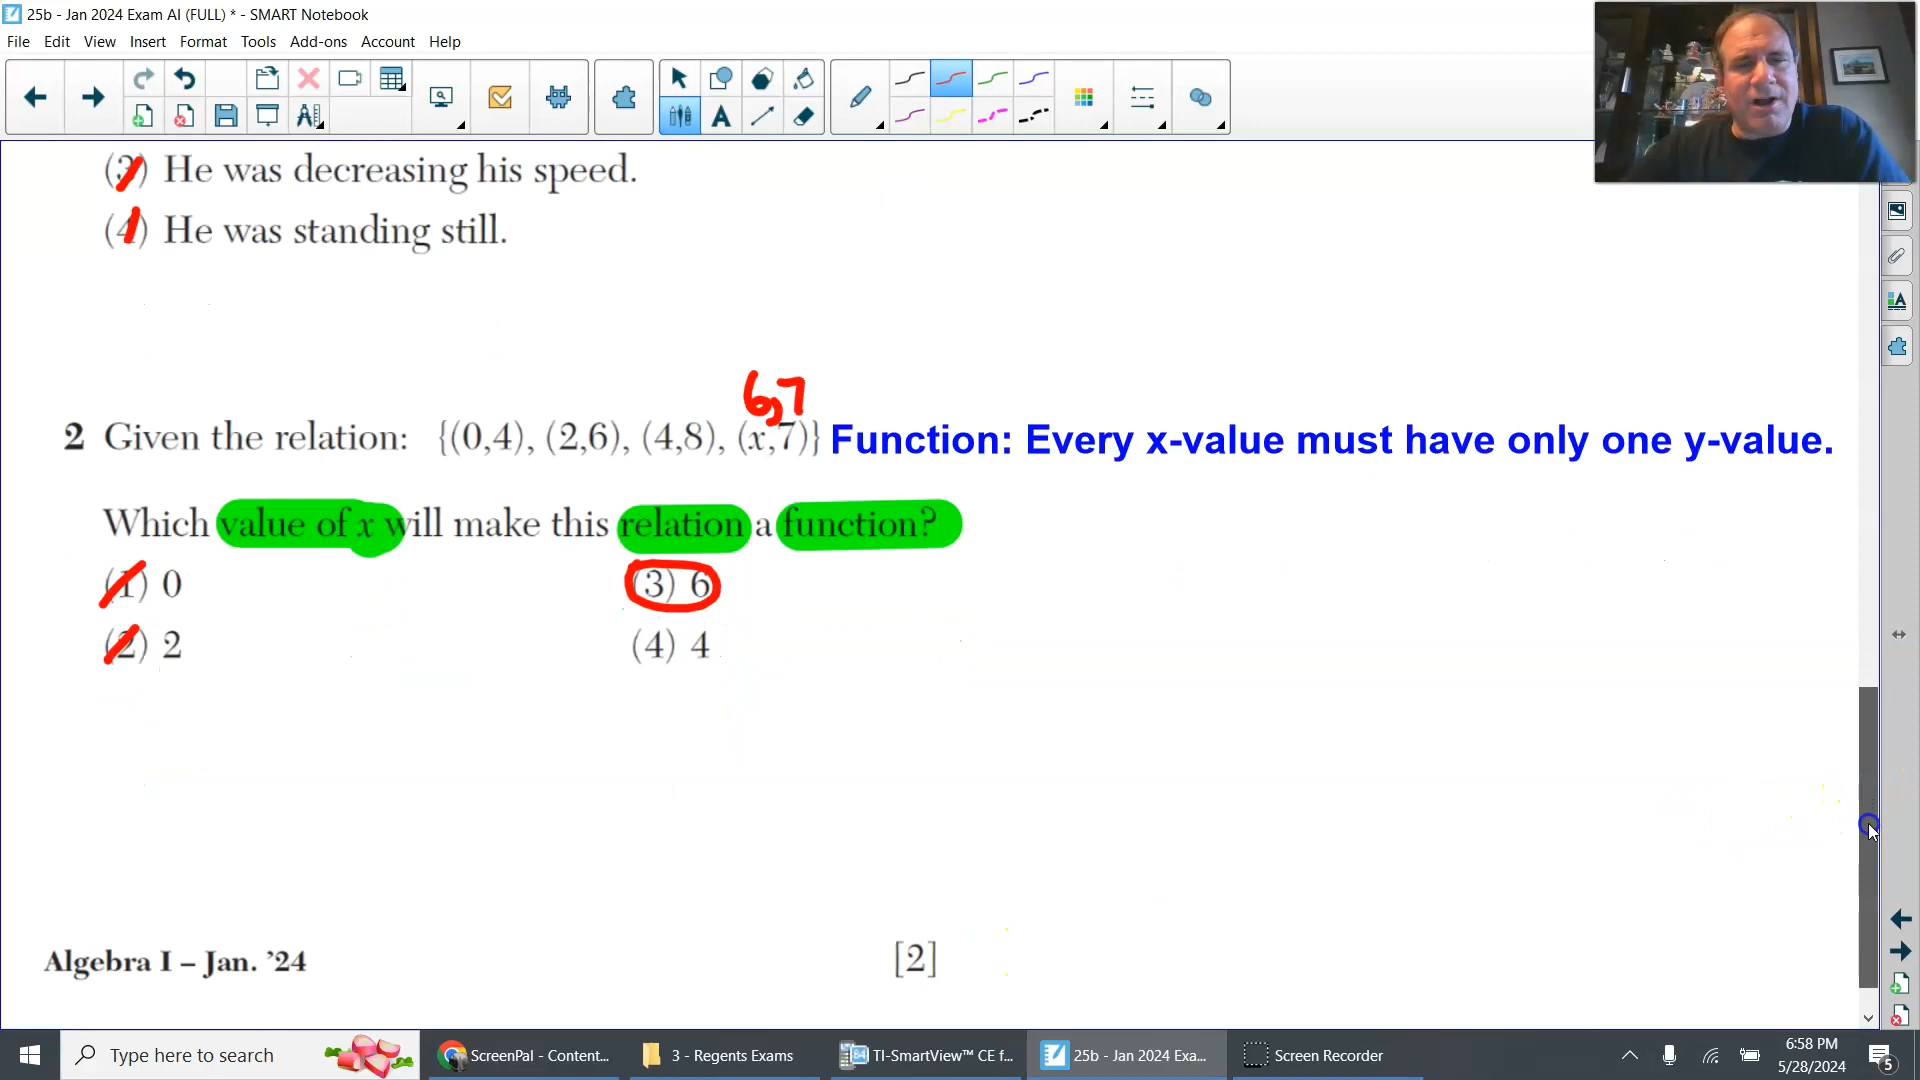 25b - Jan 2024 Exam AI (FULL) * - SMART Notebook
File Edit View Insert Format Tools Add-ons Account Help
(3) He was decreasing his speed.
(4) He was standing still.
6,7
2 Given the relation: {(0,4), (2,6), (4,8), (x,7)} Function: Every x-value must have only one y-value.
Which value of x will make this relation a function?
(1) 0 (3) 6
(2) 2 (4) 4
Algebra I – Jan. ’24 [2]
Type here to search ScreenPal - Content... 3 - Regents Exams TI-SmartView™ CE f... 25b - Jan 2024 Exa... Screen Recorder 6:58 PM
5/28/2024 5